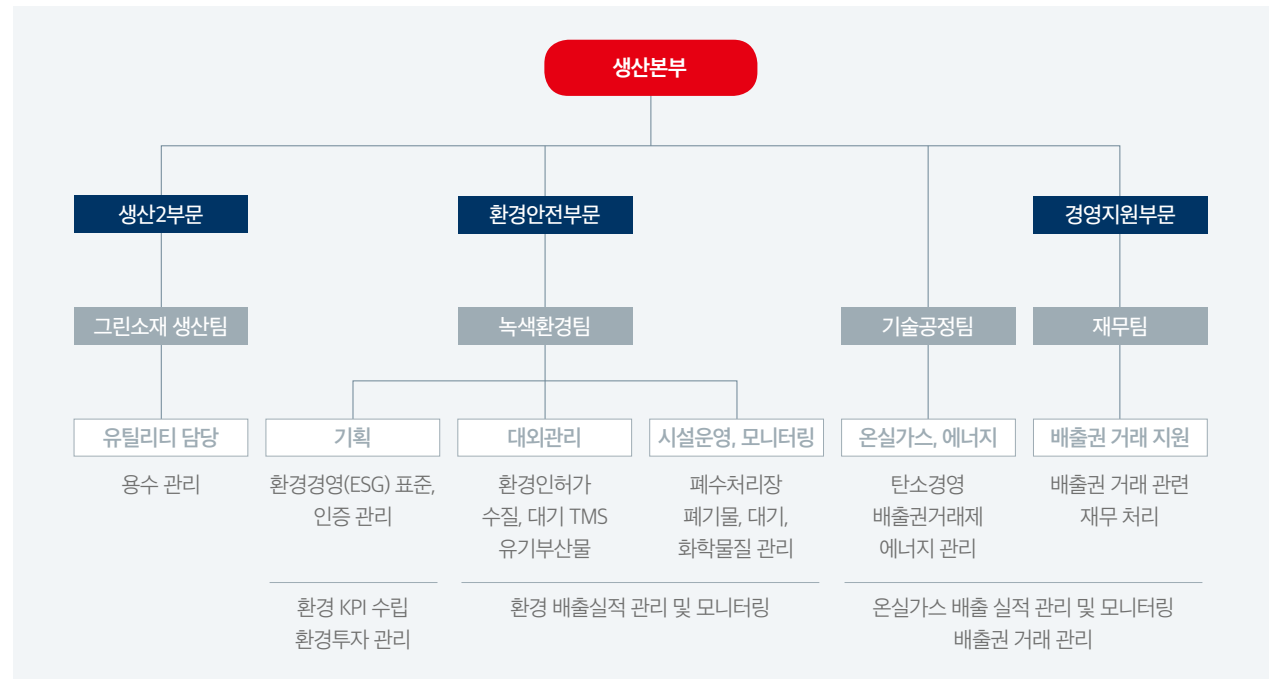 생산본부
생산2부문
환경안전부문
경영지원부문
그린소재 생산팀
녹색환경팀
기술공정팀
재무팀
유틸리티 담당
기획
대외관리
시설운영, 모니터링
온실가스, 에너지
배출권 거래 지원
용수 관리
환경경영(ESG) 표준,
인증 관리
환경인허가
수질, 대기 TMS
유기부산물
폐수처리장
폐기물, 대기,
화학물질 관리
탄소경영
배출권거래제
에너지 관리
배출권 거래 관련
재무 처리
환경 KPI 수립
환경투자 관리
환경 배출실적 관리 및 모니터링
온실가스 배출 실적 관리 및 모니터링
배출권 거래 관리